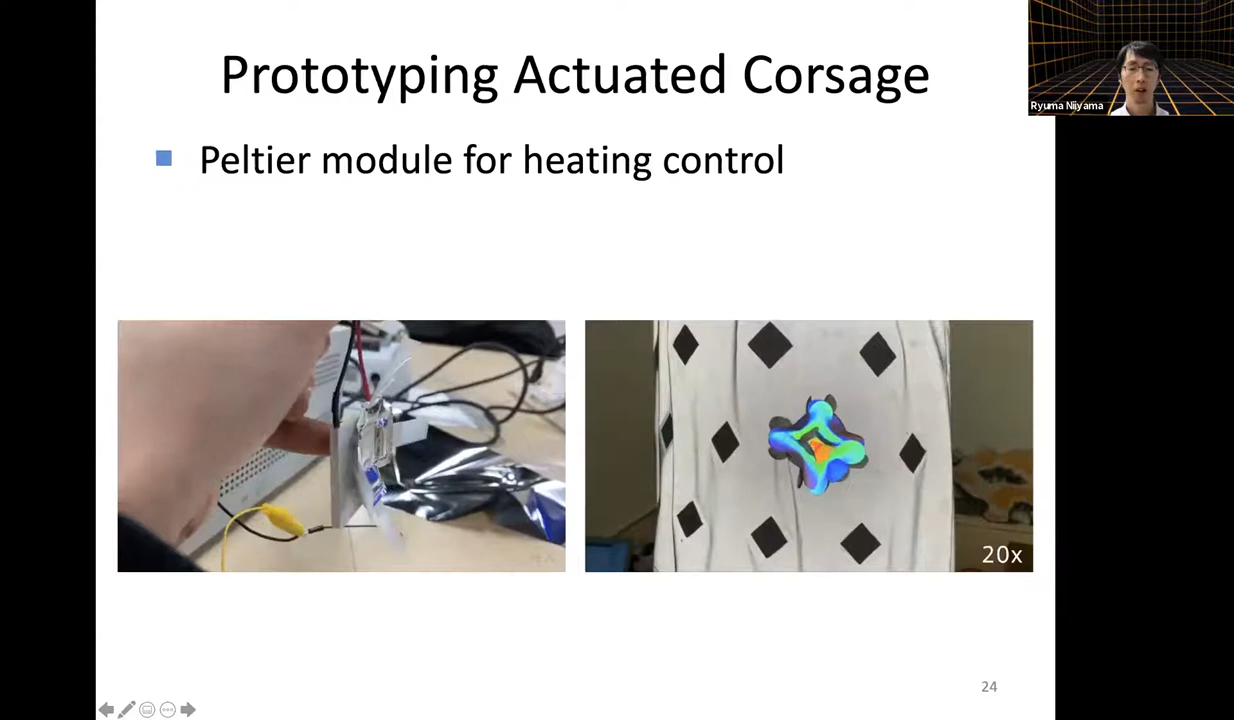 Prototyping Actuated Corsage
Ryuma Niiyama
Peltier module for heating control
20x
24